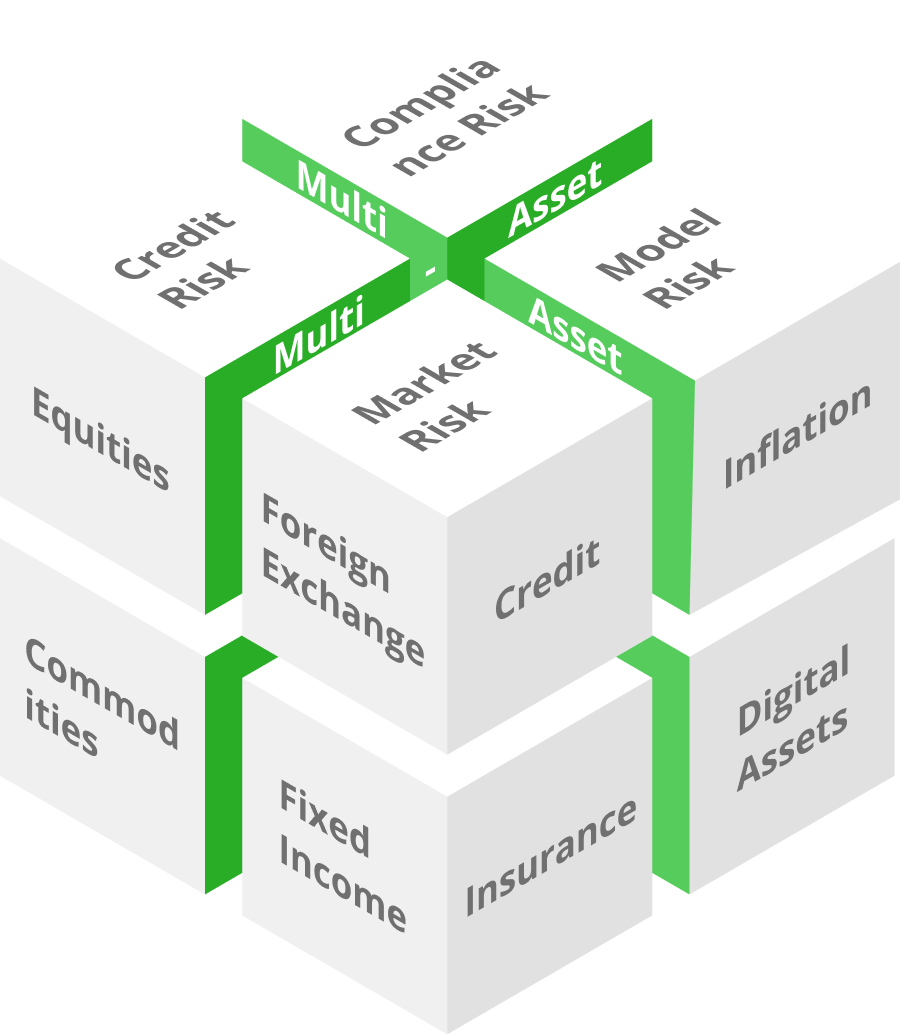 Complia
nce Risk
Multi
Asset
-
Credit
Risk
Model
Risk
Multi
Asset
Market
Risk
Equities
Inflation
Foreign
Exchange
Credit
Commod
ities
Digital
Assets
Fixed
Income
Insurance